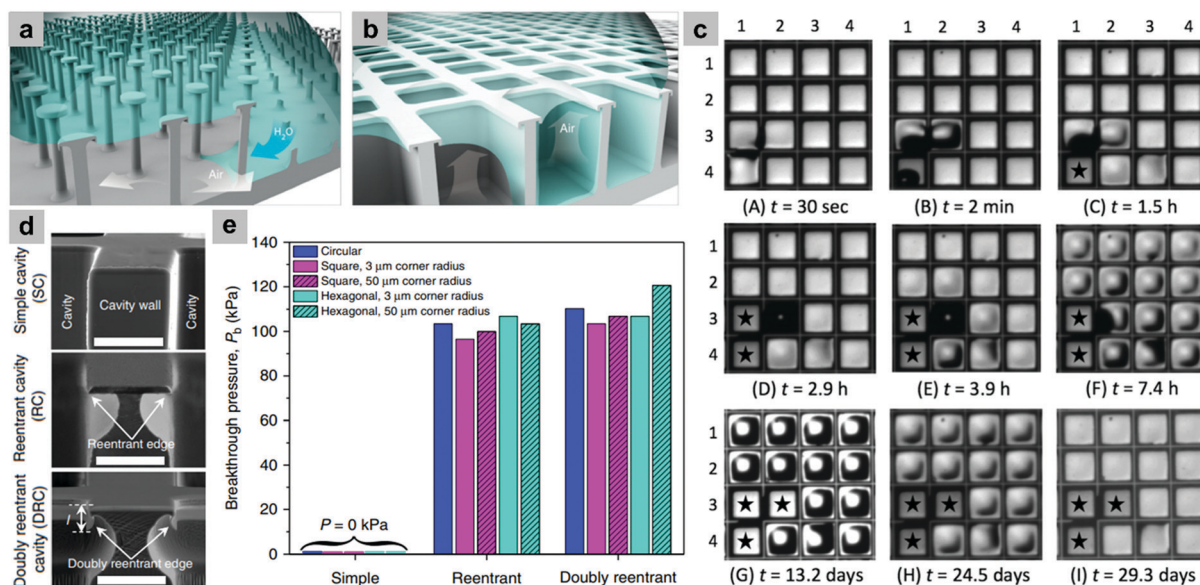 a
H₂O
Air
b
Air
c
1 2 3 4
1
2
3
4
(A) t = 30 sec
1 2 3 4
(B) t = 2 min
1 2 3 4
★
(C) t = 1.5 h
1
2
3
4
★
★
(D) t = 2.9 h
★
★
(E) t = 3.9 h
★
★
(F) t = 7.4 h
1
2
3
4
★ ★
★
(G) t = 13.2 days
★ ★
★
(H) t = 24.5 days
★ ★
★
(I) t = 29.3 days
d
Simple cavity
(SC)
Cavity
Cavity wall
Cavity
Reentrant cavity
(RC)
Reentrant edge
Doubly reentrant
cavity (DRC)
l
Doubly reentrant edge
e
Breakthrough pressure, Pb (kPa)
140
120
100
80
60
40
20
0
Circular
Square, 3 μm corner radius
Square, 50 μm corner radius
Hexagonal, 3 μm corner radius
Hexagonal, 50 μm corner radius
P = 0 kPa
Simple
Reentrant
Doubly reentrant